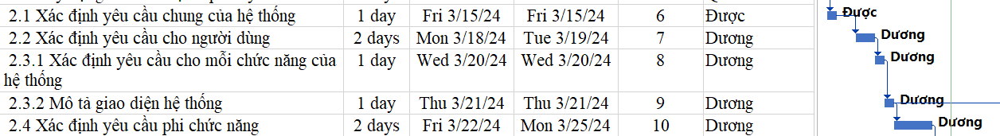 2.1 Xác định yêu cầu chung của hệ thống 1 day Fri 3/15/24 Fri 3/15/24 6 Được Được
2.2 Xác định yêu cầu cho người dùng 2 days Mon 3/18/24 Tue 3/19/24 7 Dương Dương
2.3.1 Xác định yêu cầu cho mỗi chức năng của 1 day Wed 3/20/24 Wed 3/20/24 8 Dương Dương
hệ thống
2.3.2 Mô tả giao diện hệ thống 1 day Thu 3/21/24 Thu 3/21/24 9 Dương Dương
2.4 Xác định yêu cầu phi chức năng 2 days Fri 3/22/24 Mon 3/25/24 10 Dương Dương